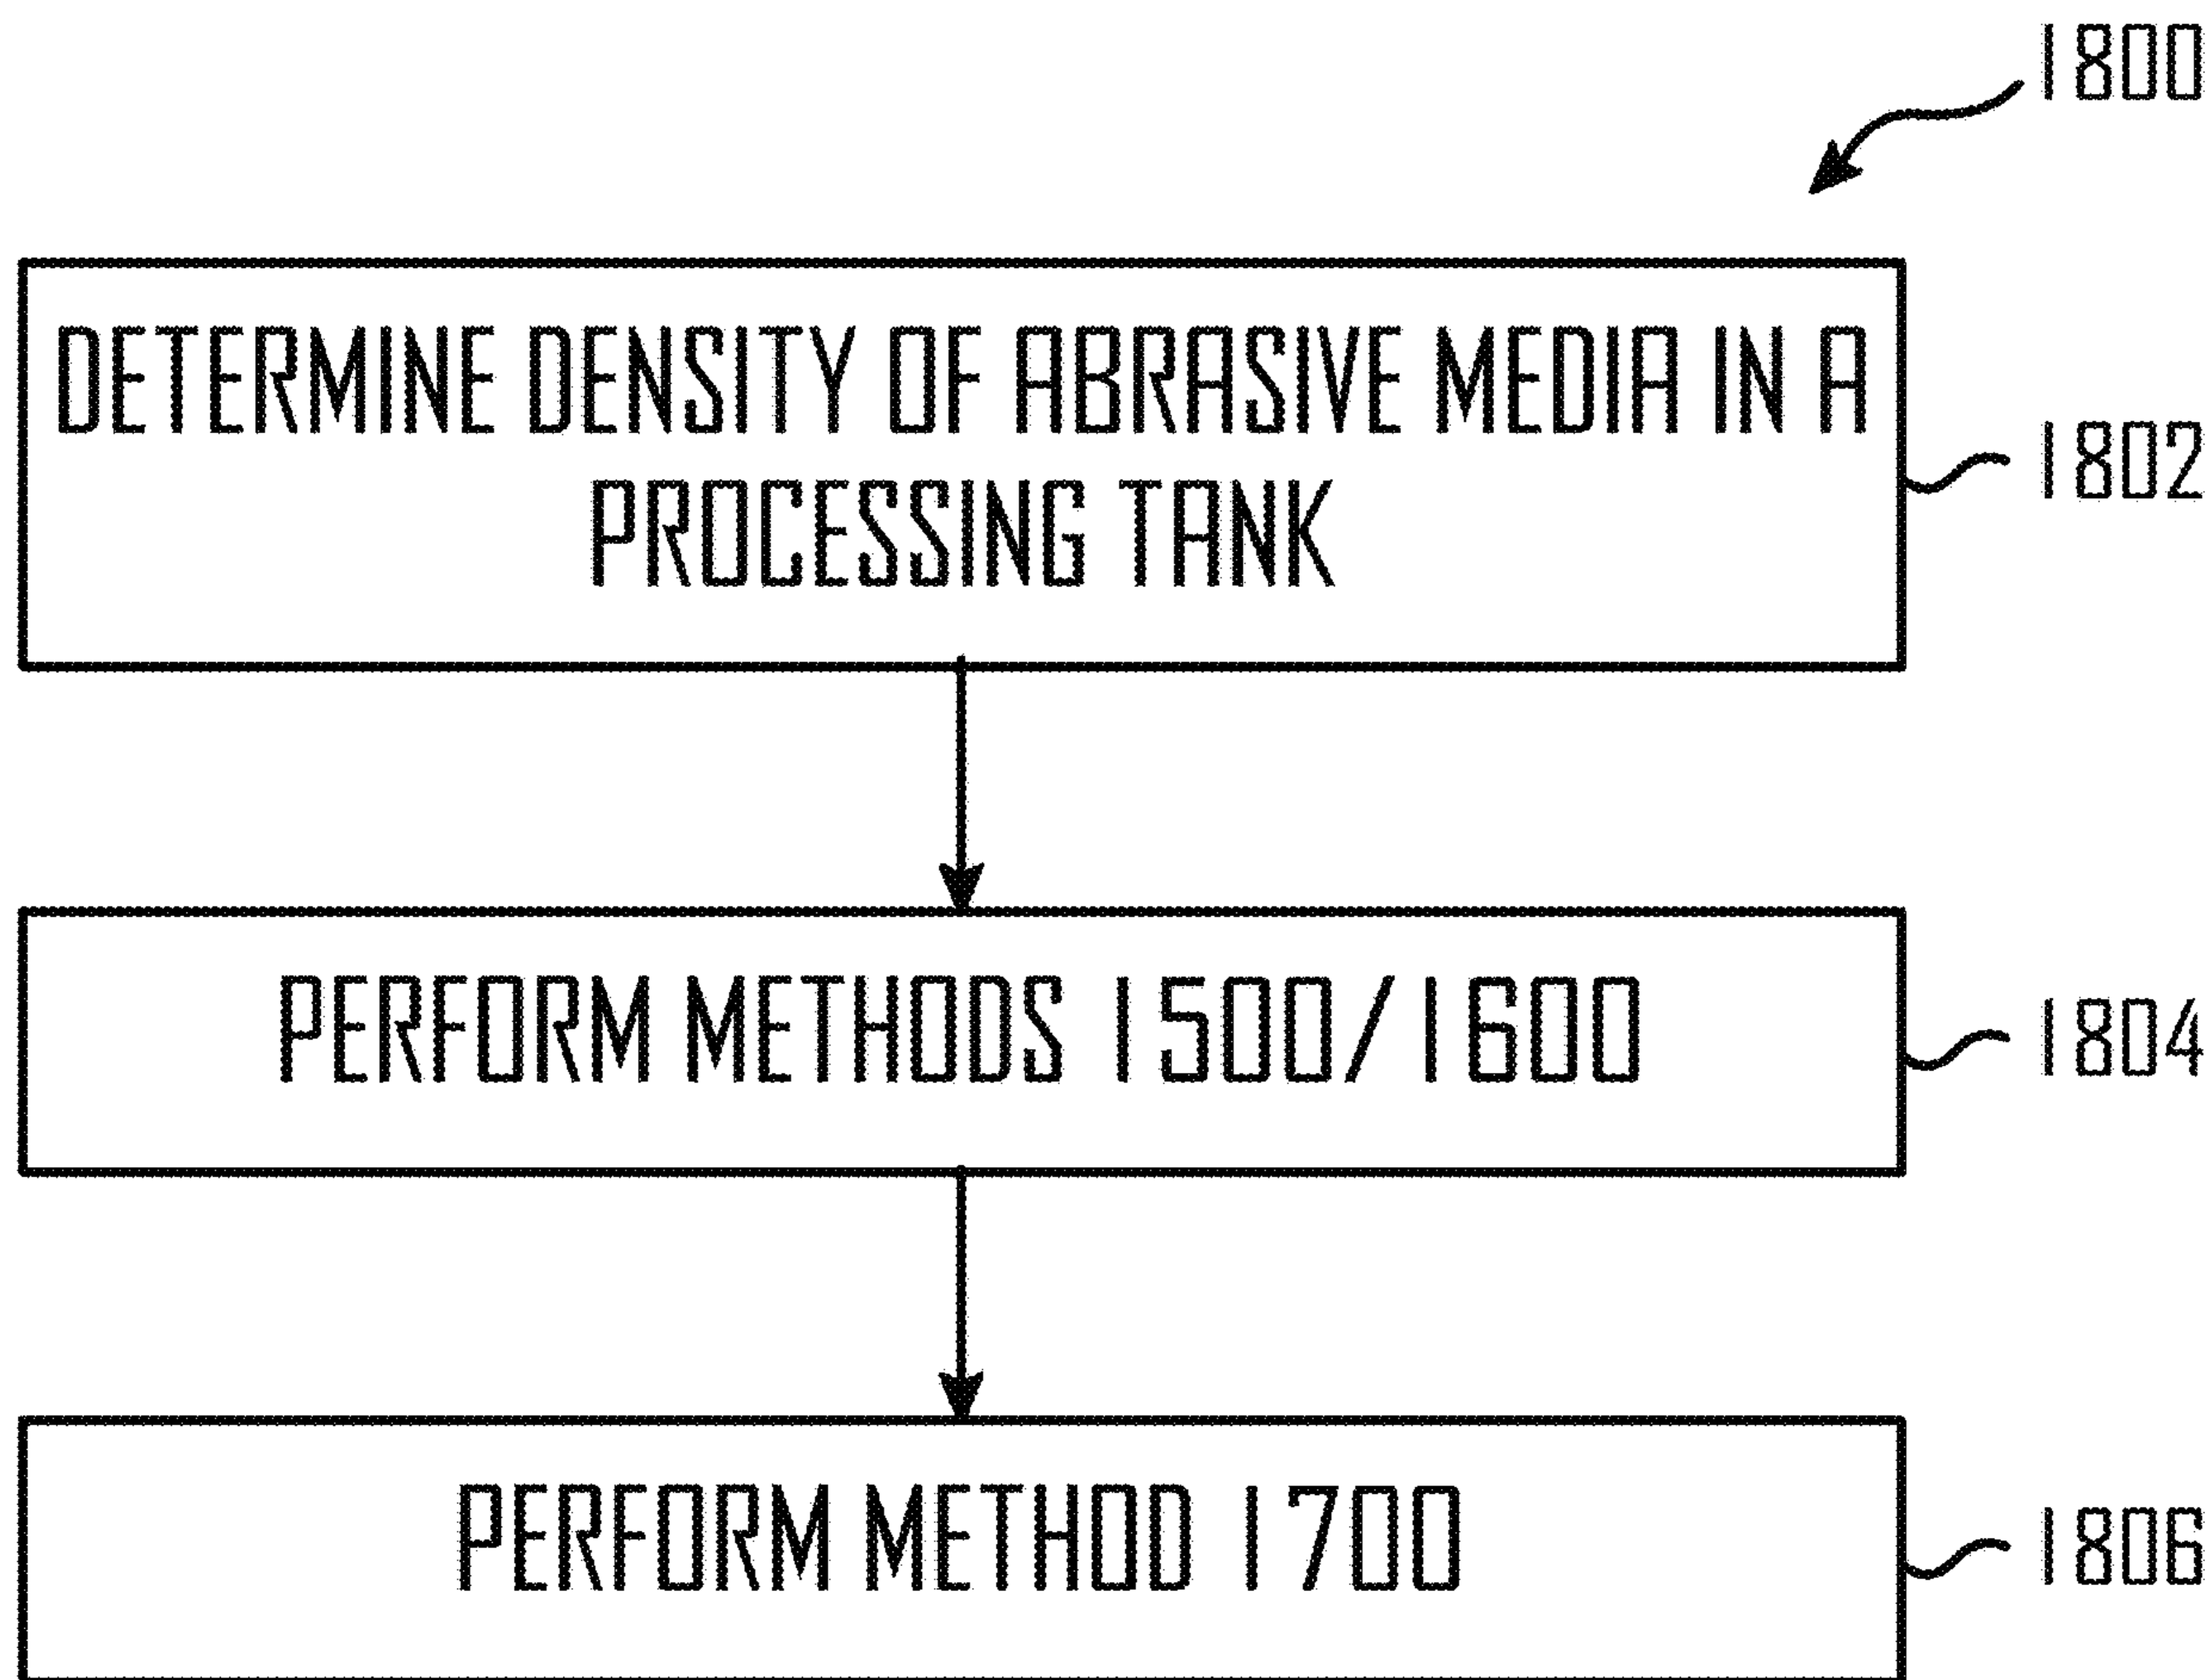 1800
DETERMINE DENSITY OF ABRASIVE MEDIA IN A
PROCESSING TANK
1802
PERFORM METHODS 1500/1600
1804
PERFORM METHOD 1700
1806